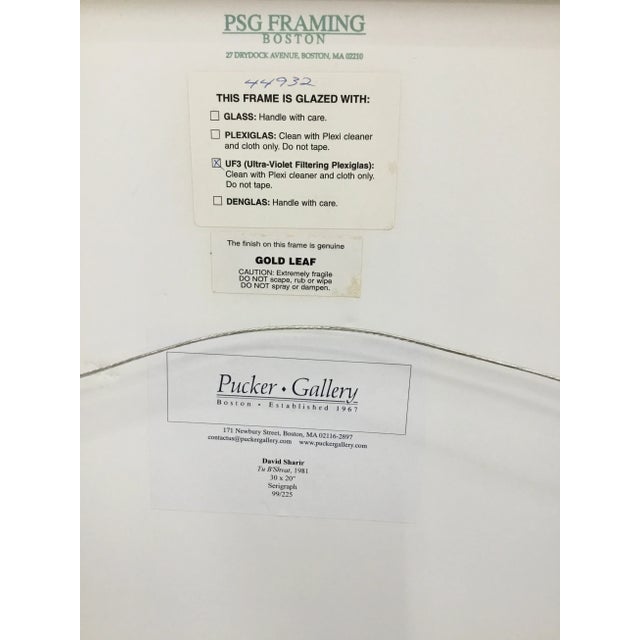 PSG FRAMING
BOSTON
27 DRYDOCK AVENUE, BOSTON, MA 02210
44932
THIS FRAME IS GLAZED WITH:
GLASS: Handle with care.
PLEXIGLAS: Clean with Plexi cleaner
and cloth only. Do not tape.
X UF3 (Ultra-Violet Filtering Plexiglas):
Clean with Plexi cleaner and cloth only.
Do not tape.
DENGLAS: Handle with care.
The finish on this frame is genuine
GOLD LEAF
CAUTION: Extremely fragile
DO NOT scape, rub or wipe
DO NOT spray or dampen.
Pucker • Gallery
Boston • Established 1967
171 Newbury Street, Boston, MA 02116-2897
contactus@puckergallery.com www.puckergallery.com
David Sharir
Tu B'Shvat, 1981
30 x 20"
Serigraph
99/225